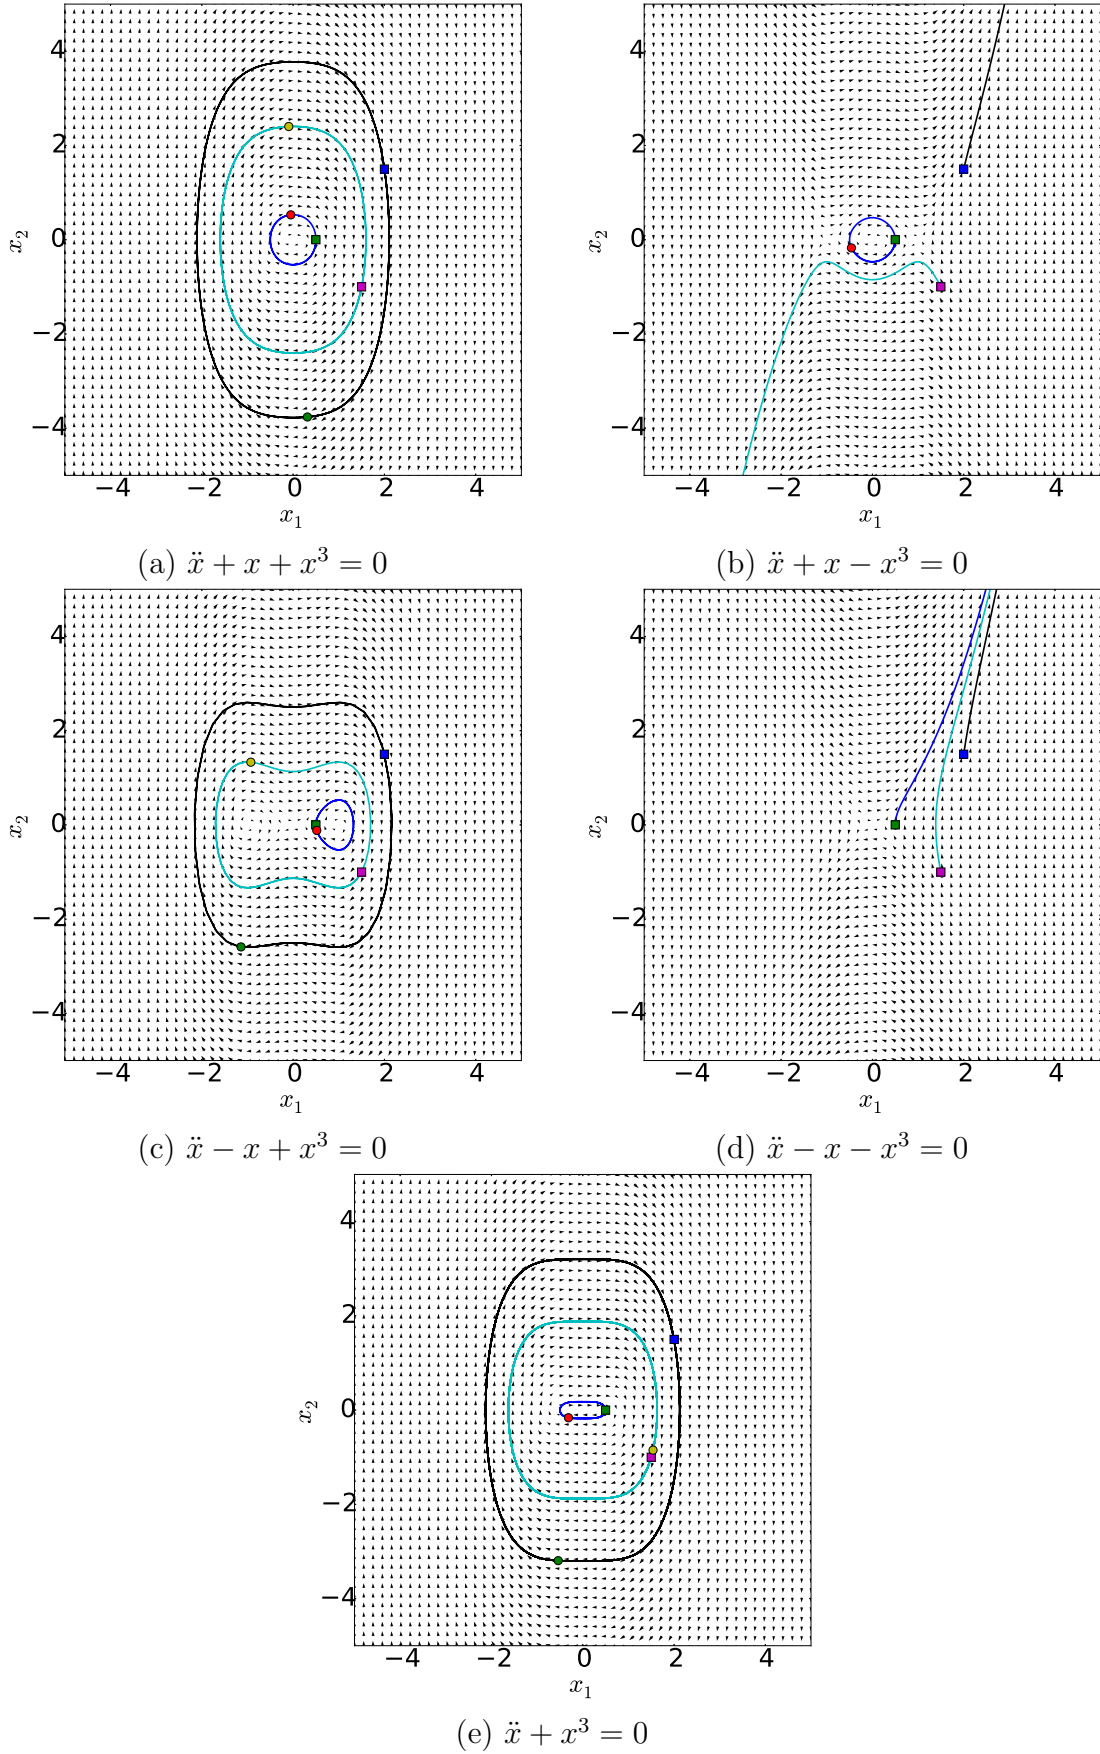 4
2
0
−2
−4
x₂
−4 −2 0 2 4
x₁
(a) ẍ + x + x³ = 0
4
2
0
−2
−4
x₂
−4 −2 0 2 4
x₁
(b) ẍ + x − x³ = 0
4
2
0
−2
−4
x₂
−4 −2 0 2 4
x₁
(c) ẍ − x + x³ = 0
4
2
0
−2
−4
x₂
−4 −2 0 2 4
x₁
(d) ẍ − x − x³ = 0
4
2
0
−2
−4
x₂
−4 −2 0 2 4
x₁
(e) ẍ + x³ = 0